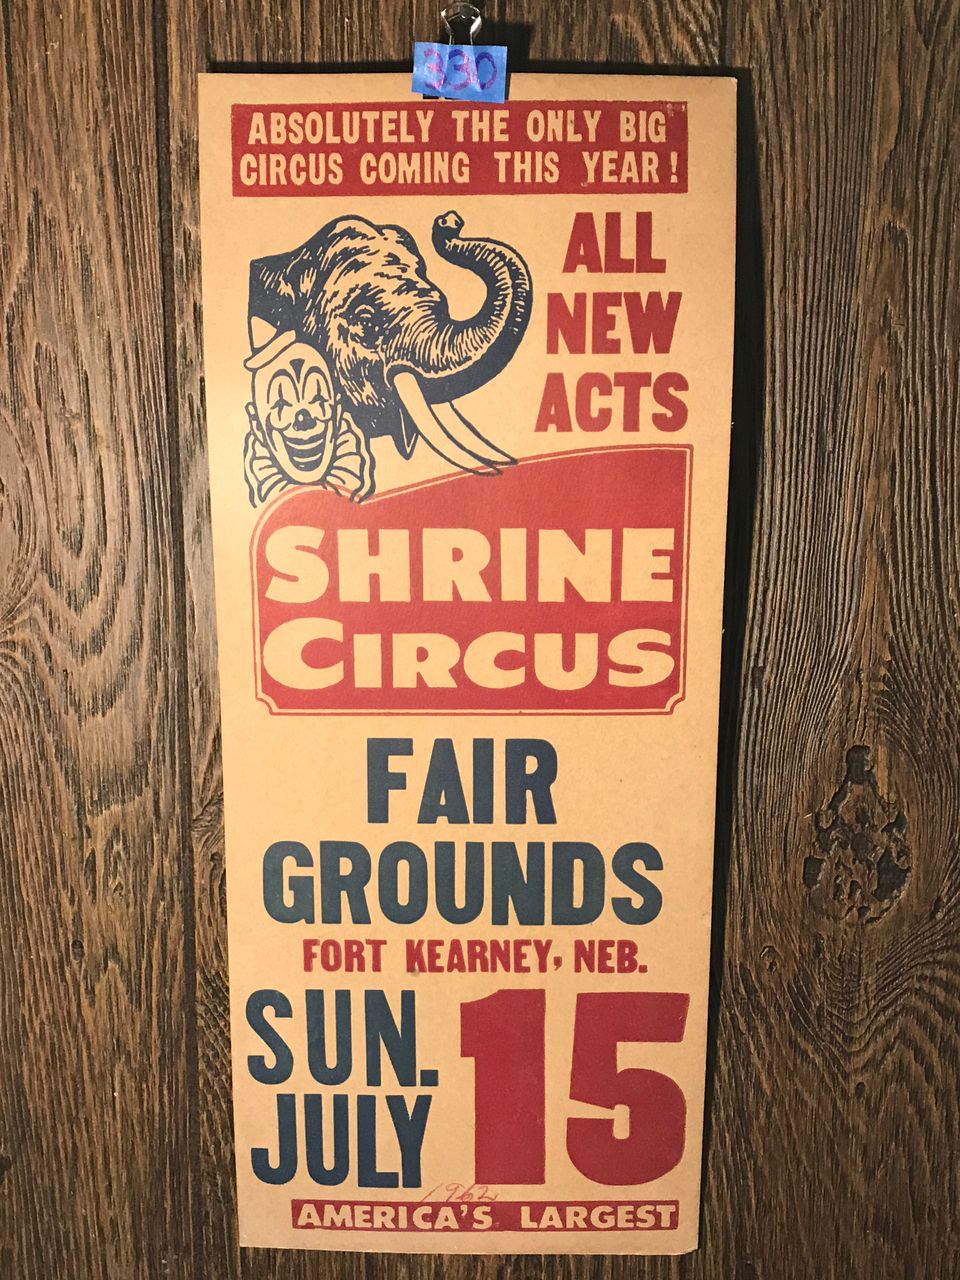 330
ABSOLUTELY THE ONLY BIG
CIRCUS COMING THIS YEAR!
ALL
NEW
ACTS
SHRINE
CIRCUS
FAIR
GROUNDS
FORT KEARNEY, NEB.
SUN. 15
JULY
1962
AMERICA'S LARGEST